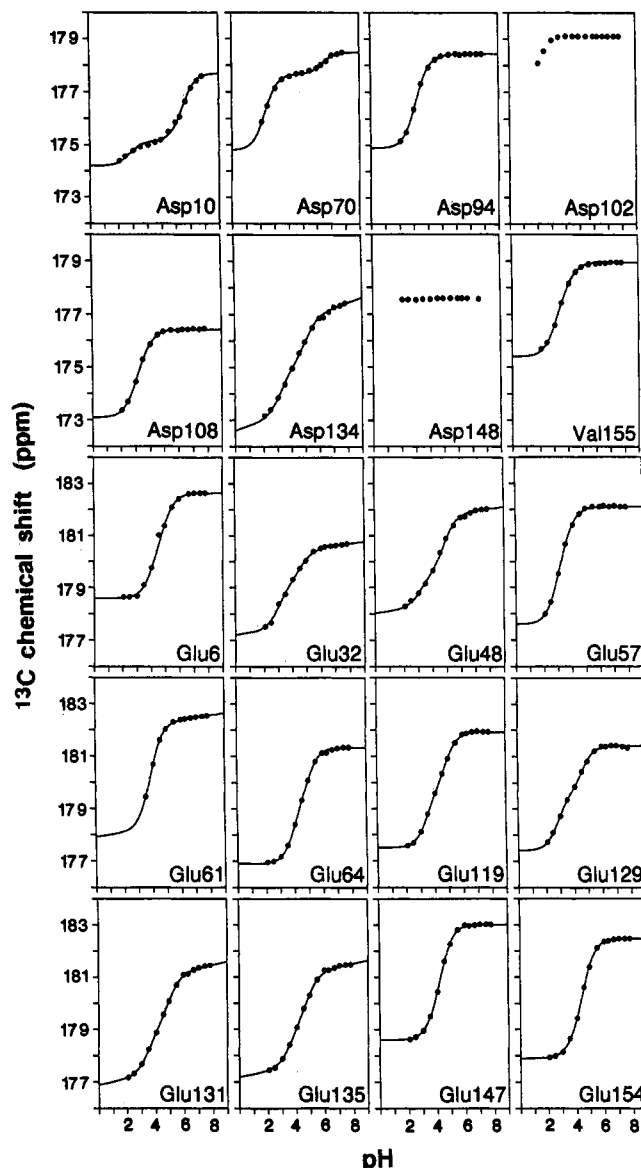 179
177
175
173
Asp10
Asp70
Asp94
Asp102
179
177
175
173
Asp108
Asp134
Asp148
Val155
13C chemical shift (ppm)
183
181
179
177
Glu6
Glu32
Glu48
Glu57
181
179
177
Glu61
Glu64
Glu119
Glu129
183
181
179
177
Glu131
Glu135
Glu147
Glu154
2 4 6 8 2 4 6 8 2 4 6 8 2 4 6 8
pH